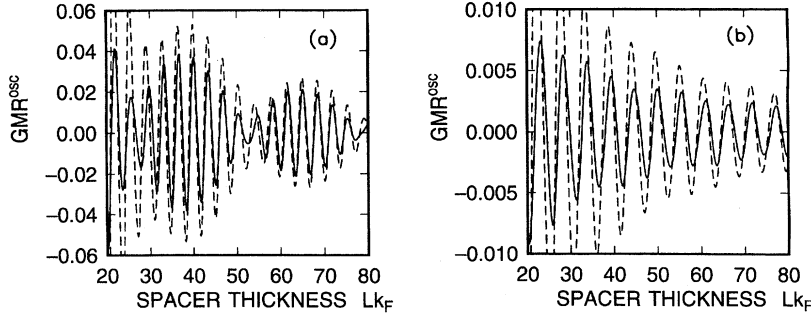 (a)
GMR^osc
0.06
0.04
0.02
0.00
−0.02
−0.04
−0.06
20 30 40 50 60 70 80
SPACER THICKNESS Lk_F
(b)
GMR^osc
0.010
0.005
0.000
−0.005
−0.010
20 30 40 50 60 70 80
SPACER THICKNESS Lk_F